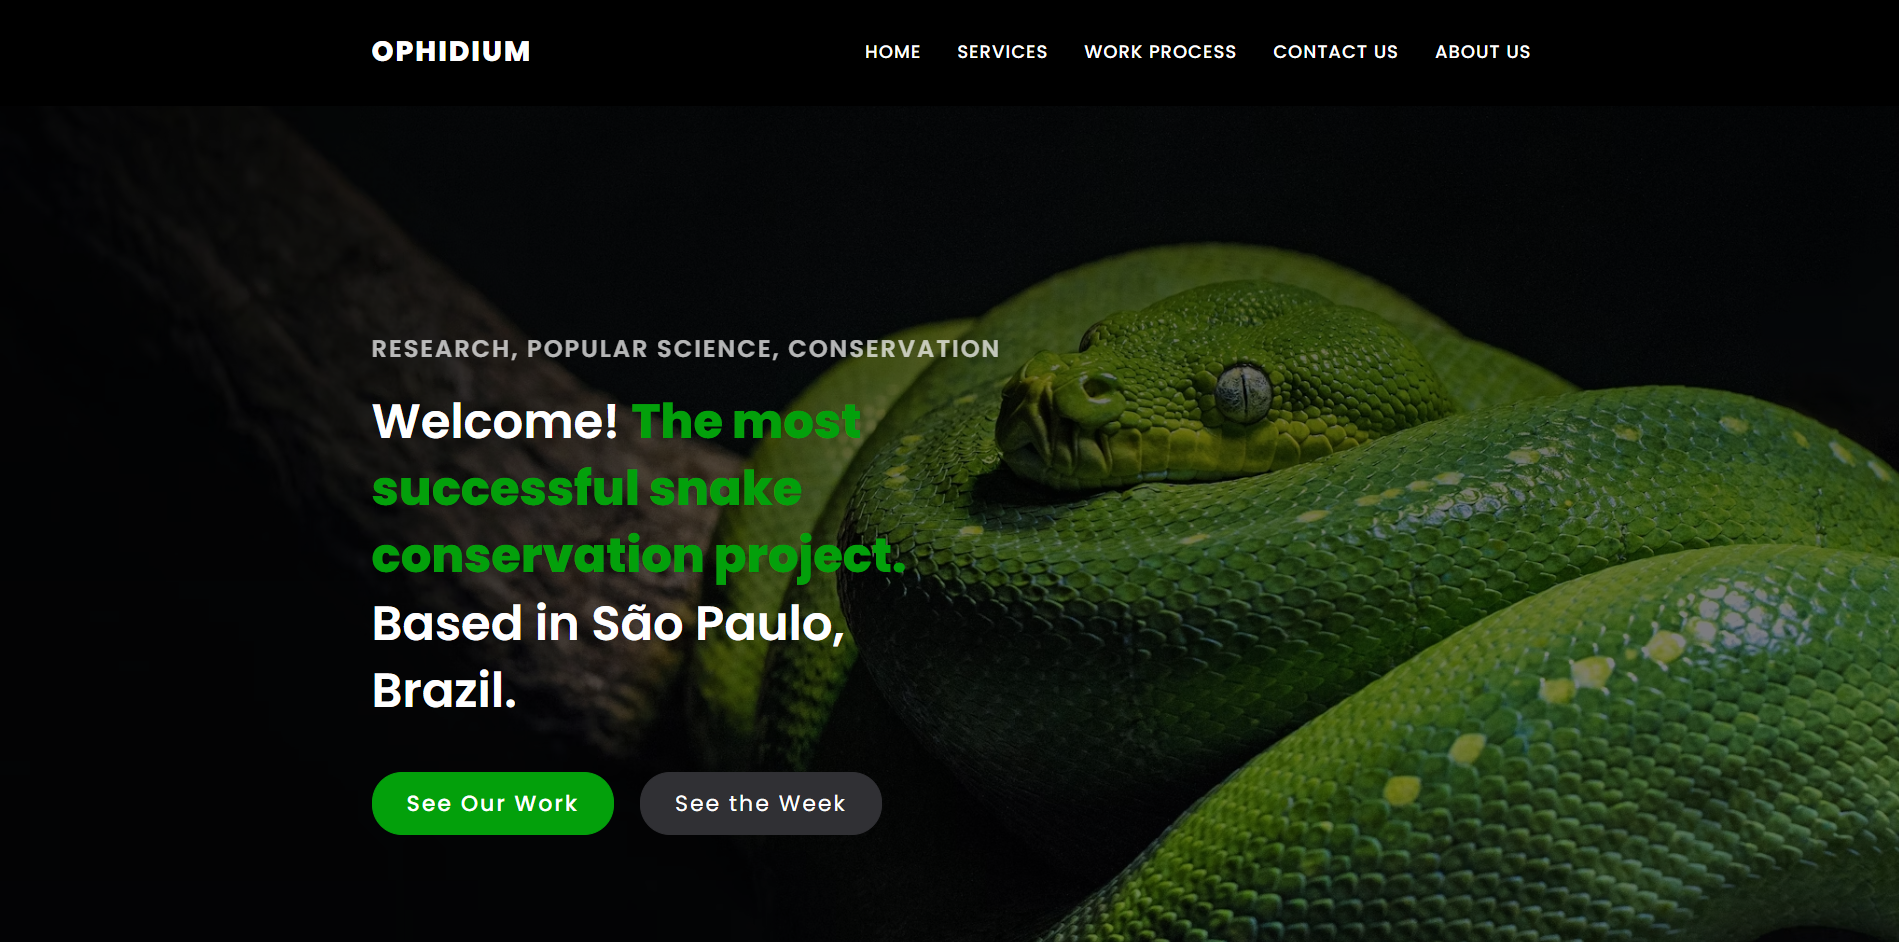 OPHIDIUM
HOME SERVICES WORK PROCESS CONTACT US ABOUT US
RESEARCH, POPULAR SCIENCE, CONSERVATION
Welcome! The most
successful snake
conservation project.
Based in São Paulo,
Brazil.
See Our Work See the Week